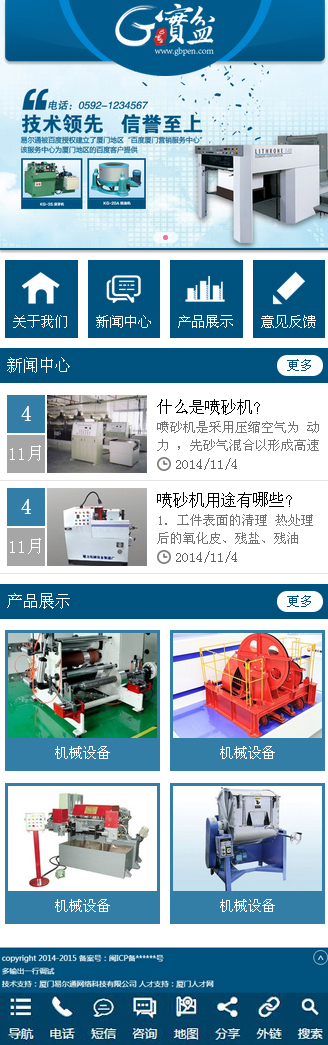 G寳盆
www.gbpen.com
电话：0592-1234567
技术领先 信誉至上
易尔通被百度授权建立了厦门地区“百度厦门营销服务中心”
该服务中心为厦门地区的百度客户提供
LITHRONE
KG-3E 滚牙机
KG-20A 脱油机
关于我们
新闻中心
产品展示
意见反馈
新闻中心
更多
4
11月
什么是喷砂机?
喷砂机是采用压缩空气为 动
力 ，先砂气混合以形成高速
2014/11/4
4
11月
喷砂机用途有哪些?
1. 工件表面的清理 热处理
后的氧化皮、残盐、残油
2014/11/4
产品展示
更多
机械设备
机械设备
机械设备
机械设备
copyright 2014-2015 备案号：闽ICP备******号
多输出一行调试
技术支持：厦门易尔通网络科技有限公司 人才支持：厦门人才网
导航
电话
短信
咨询
地图
分享
外链
搜索